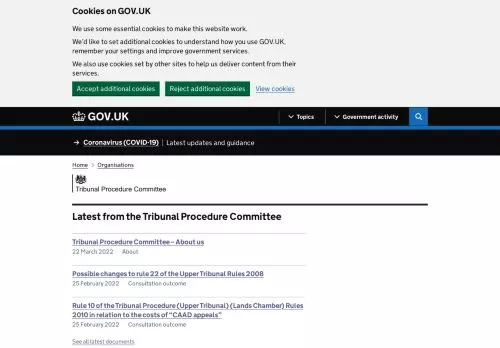 Cookies on GOV.UK
We use some essential cookies to make this website work.
We'd like to set additional cookies to understand how you use GOV.UK,
remember your settings and improve government services.
We also use cookies set by other sites to help us deliver content from their
services.
Accept additional cookies Reject additional cookies View cookies
GOV.UK Topics Government activity
→ Coronavirus (COVID-19) Latest updates and guidance
Home > Organisations
Tribunal Procedure Committee
Latest from the Tribunal Procedure Committee
Tribunal Procedure Committee – About us
22 March 2022 About
Possible changes to rule 22 of the Upper Tribunal Rules 2008
25 February 2022 Consultation outcome
Rule 10 of the Tribunal Procedure (Upper Tribunal) (Lands Chamber) Rules
2010 in relation to the costs of “CAAD appeals”
25 February 2022 Consultation outcome
See all latest documents